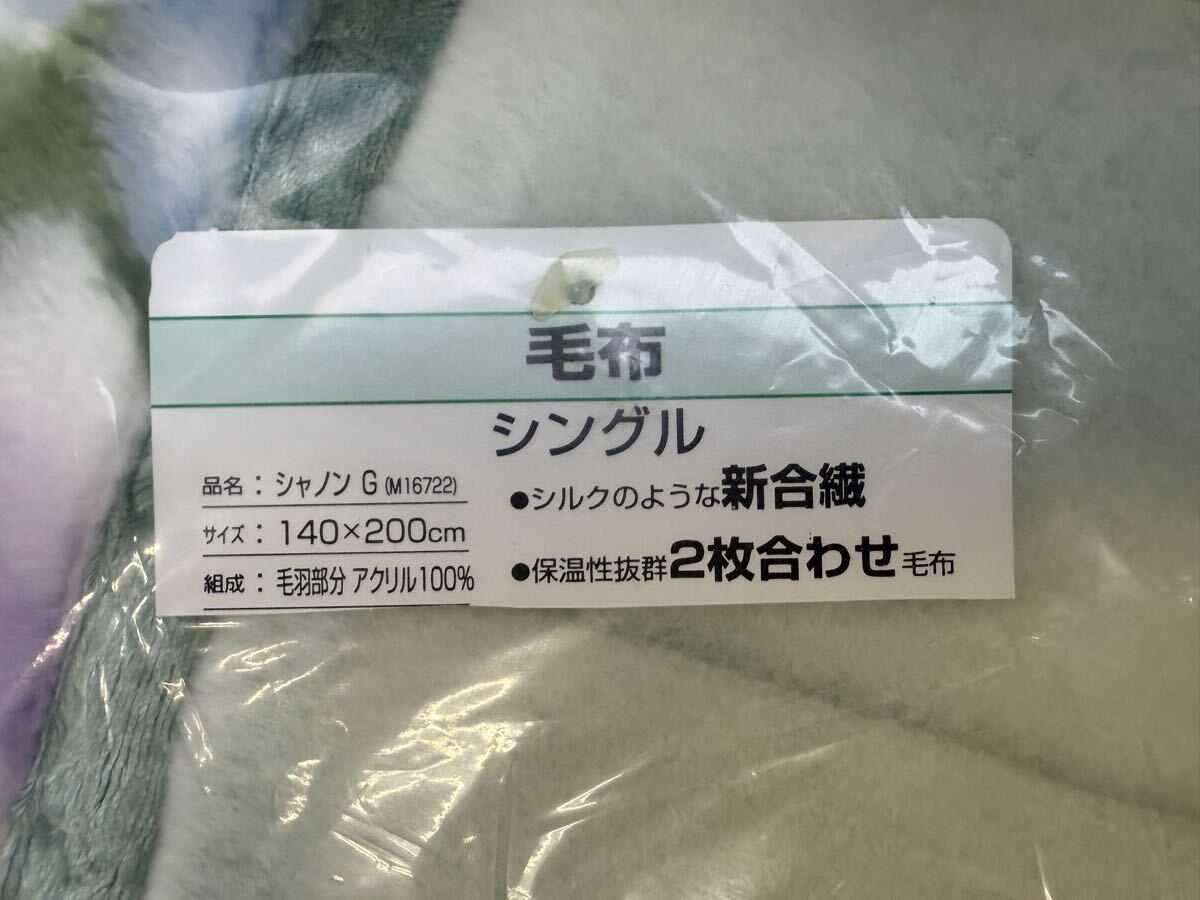 毛布
シングル
品名：シャノン G (M16722)
サイズ：140×200cm
組成：毛羽部分 アクリル100%
●シルクのような新合繊
●保温性抜群2枚合わせ毛布